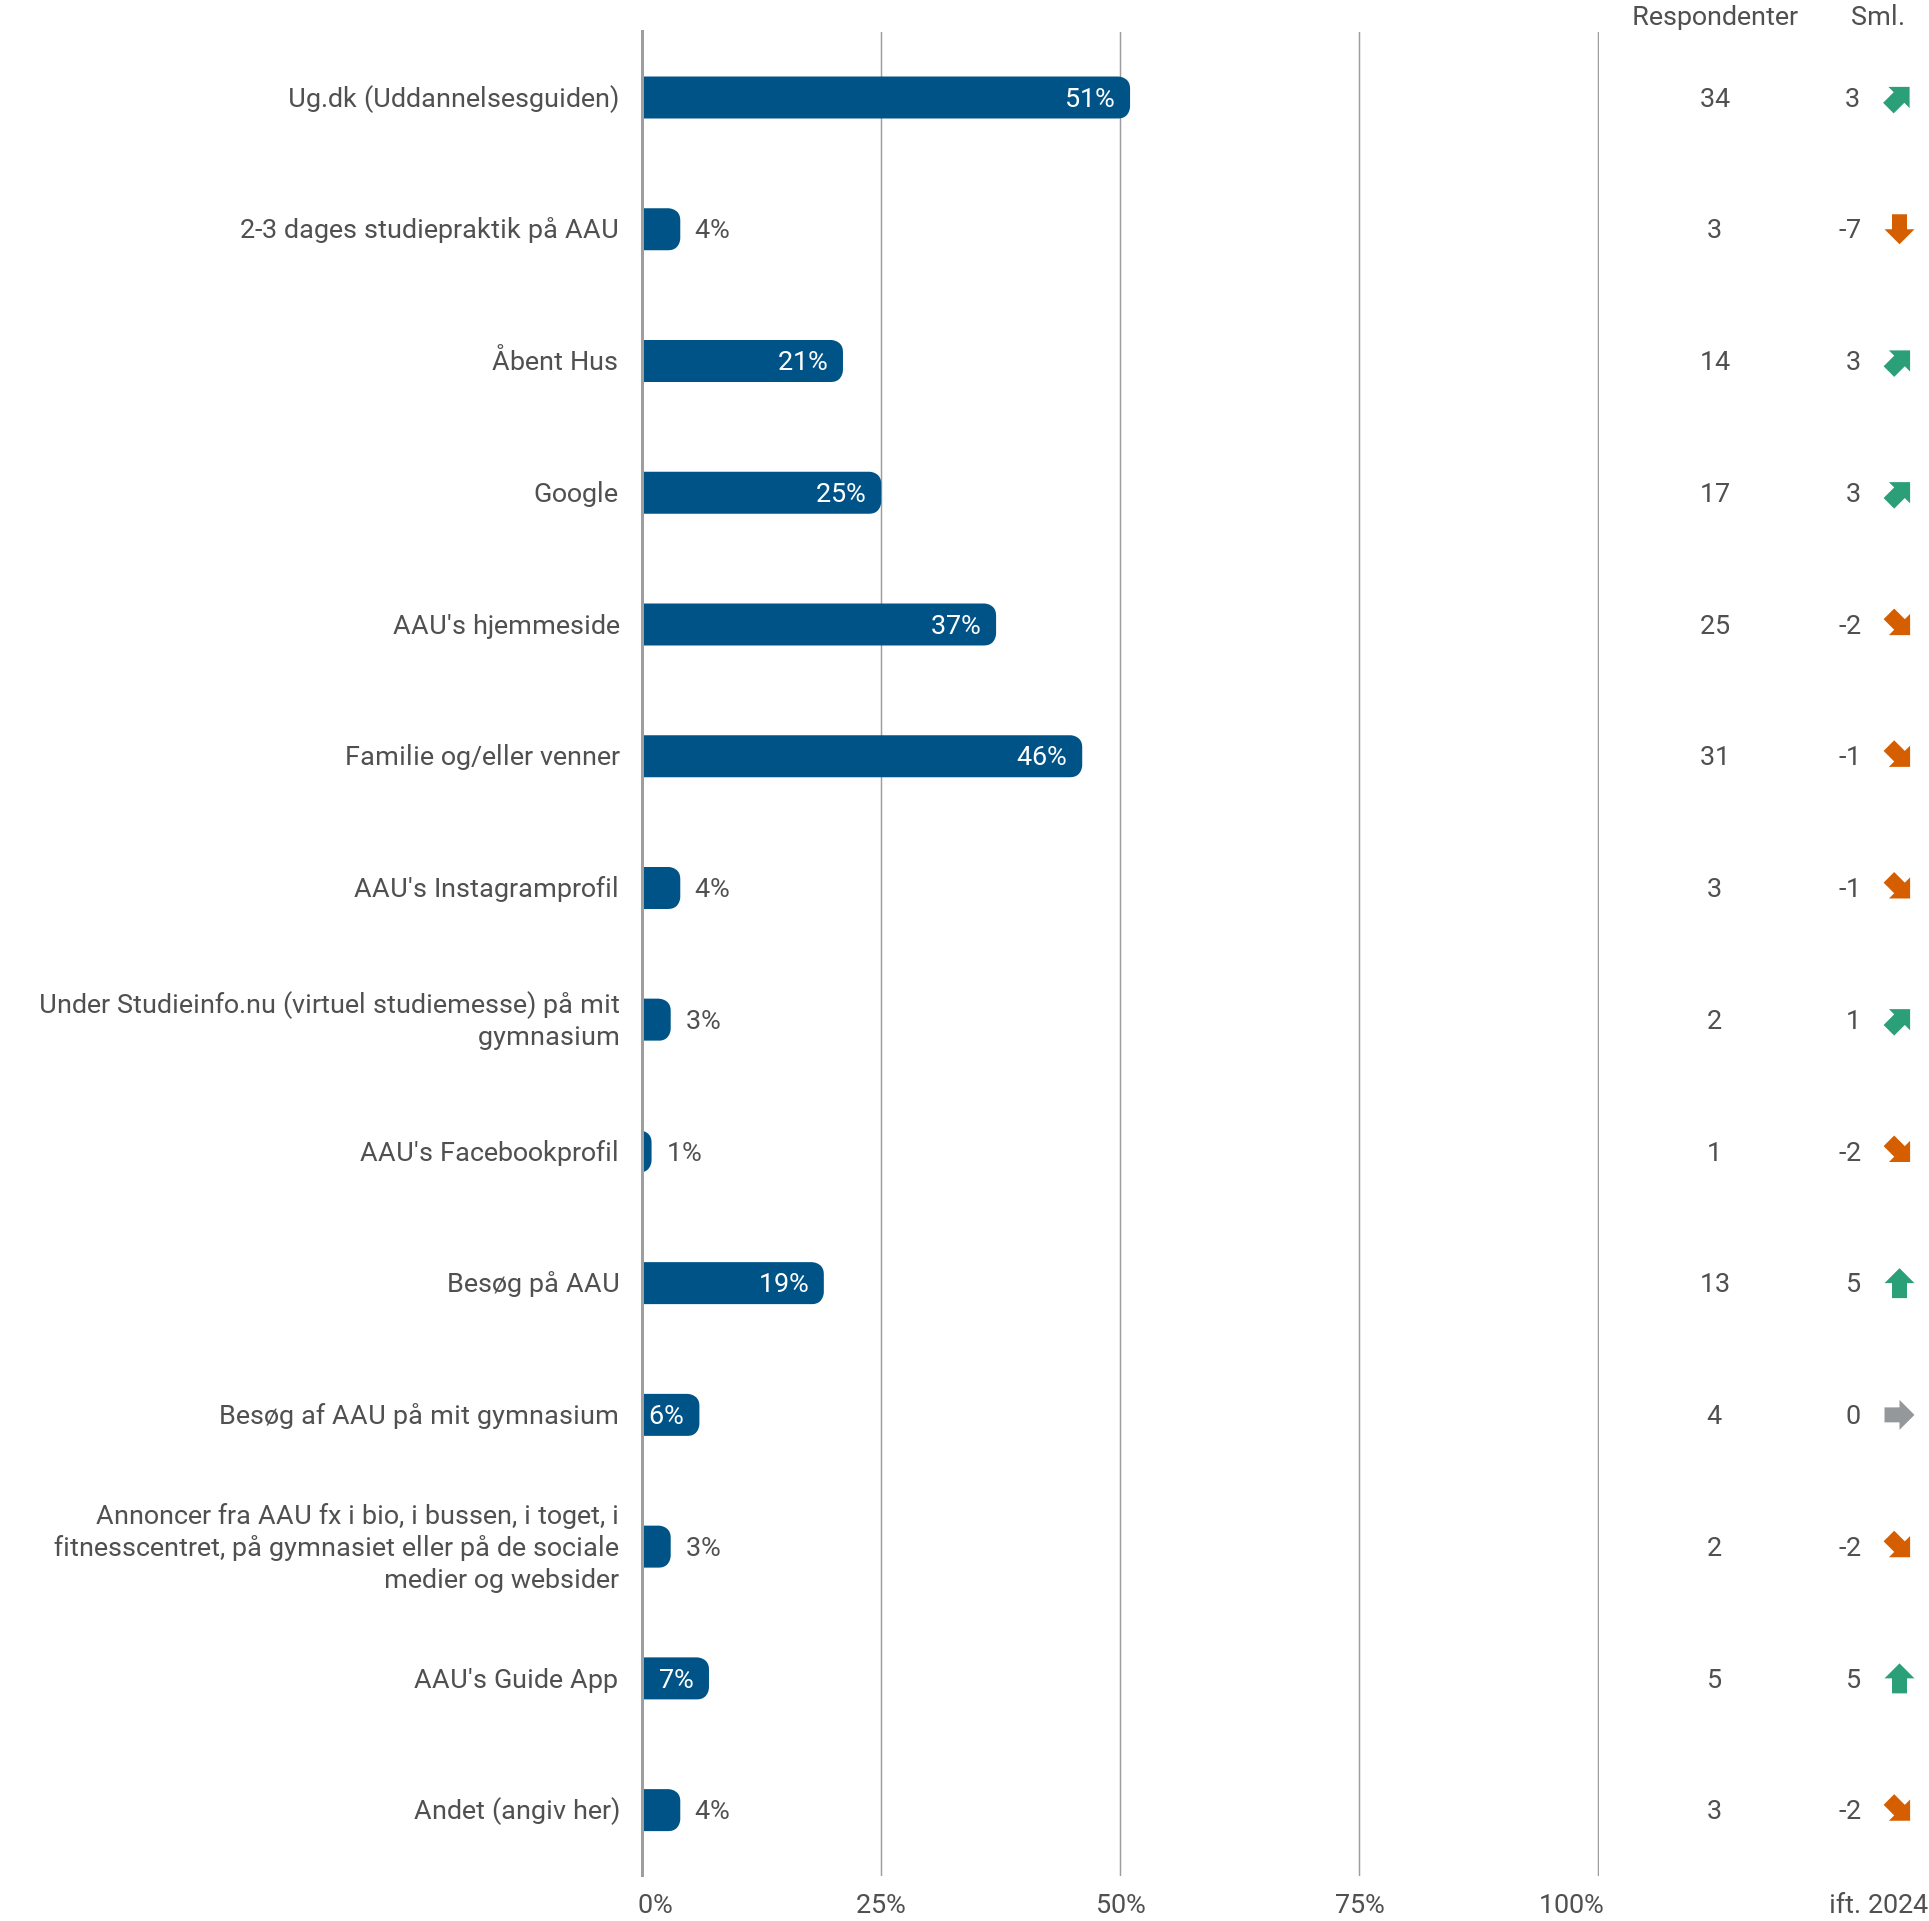 Respondenter Sml.
Ug.dk (Uddannelsesguiden) 51% 34 3
2-3 dages studiepraktik på AAU 4% 3 -7
Åbent Hus 21% 14 3
Google 25% 17 3
AAU's hjemmeside 37% 25 -2
Familie og/eller venner 46% 31 -1
AAU's Instagramprofil 4% 3 -1
Under Studieinfo.nu (virtuel studiemesse) på mit
gymnasium 3% 2 1
AAU's Facebookprofil 1% 1 -2
Besøg på AAU 19% 13 5
Besøg af AAU på mit gymnasium 6% 4 0
Annoncer fra AAU fx i bio, i bussen, i toget, i
fitnesscentret, på gymnasiet eller på de sociale 3% 2 -2
medier og websider
AAU's Guide App 7% 5 5
Andet (angiv her) 4% 3 -2
0% 25% 50% 75% 100% ift. 2024